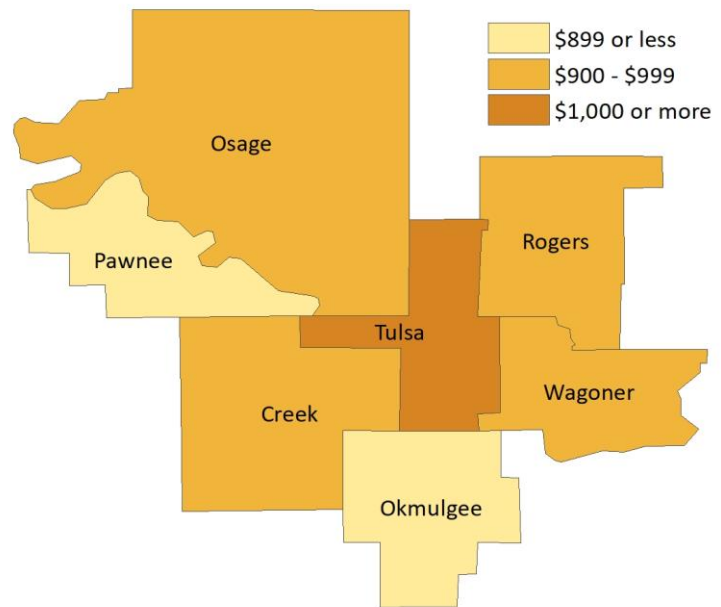 $899 or less
$900 - $999
$1,000 or more
Osage
Rogers
Pawnee
Tulsa
Wagoner
Creek
Okmulgee